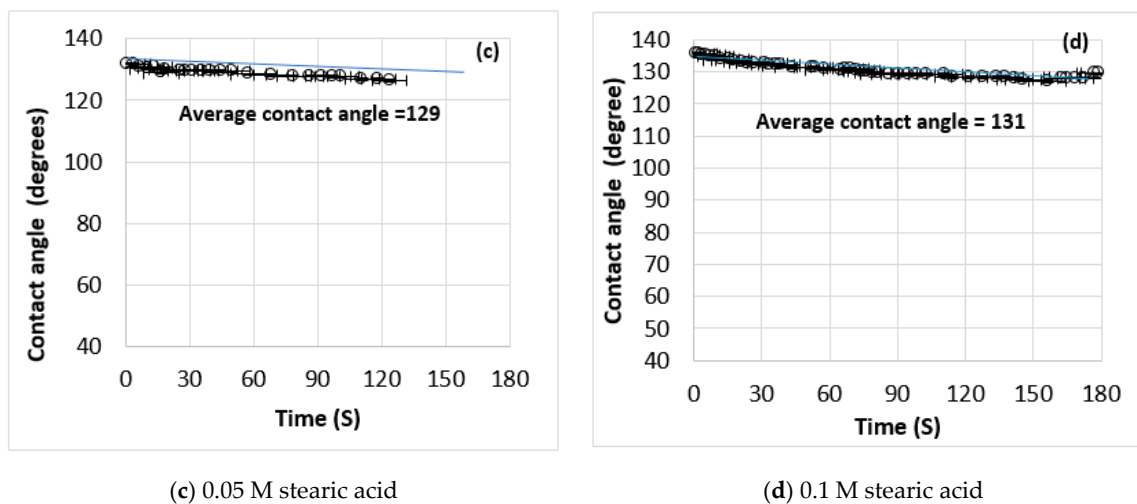 (c)
140
120
100
80
60
40
Contact angle (degrees)
Average contact angle =129
0 30 60 90 120 150 180
Time (S)
(c) 0.05 M stearic acid
(d)
140
130
120
110
100
90
80
70
60
50
40
Contact angle (degree)
Average contact angle = 131
0 30 60 90 120 150 180
Time (S)
(d) 0.1 M stearic acid